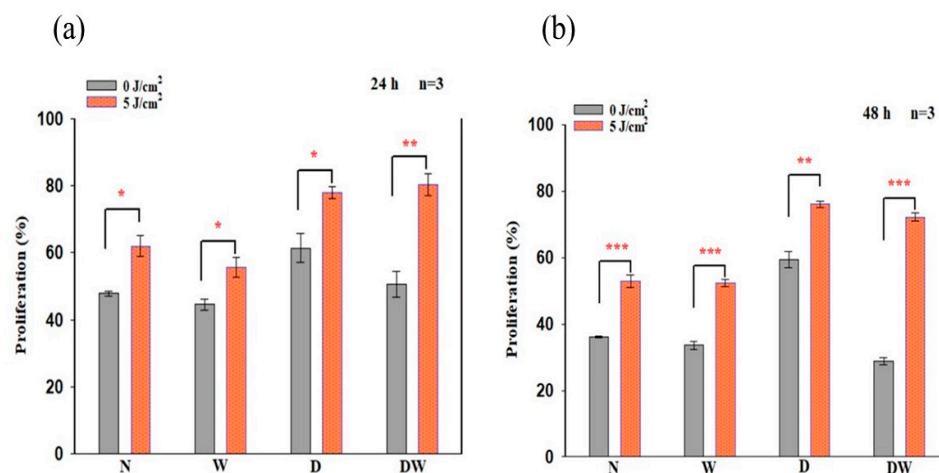 (a)
0 J/cm²
5 J/cm²
24 h n=3
Proliferation (%)
100
80
60
40
20
0
*
*
*
**
N W D DW
(b)
0 J/cm²
5 J/cm²
48 h n=3
Proliferation (%)
100
80
60
40
20
0
***
***
**
***
N W D DW